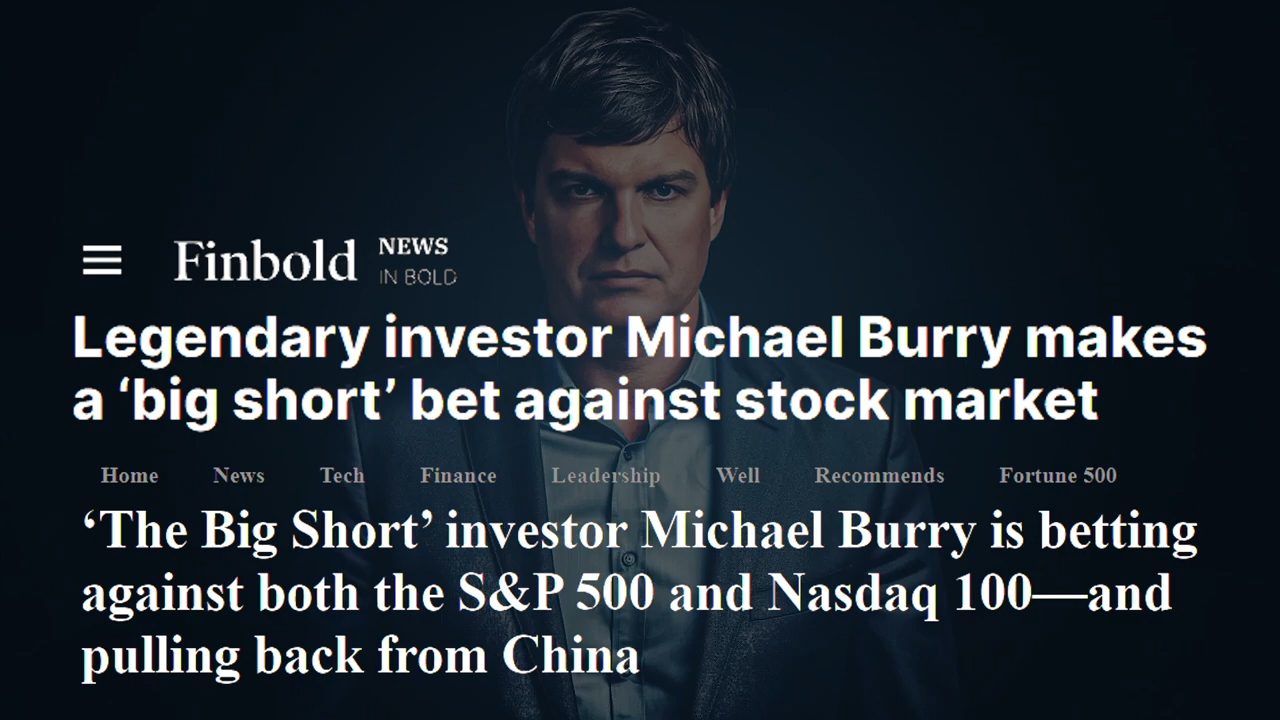 Finbold NEWS
IN BOLD
Legendary investor Michael Burry makes
a ‘big short’ bet against stock market
Home News Tech Finance Leadership Well Recommends Fortune 500
‘The Big Short’ investor Michael Burry is betting
against both the S&P 500 and Nasdaq 100—and
pulling back from China